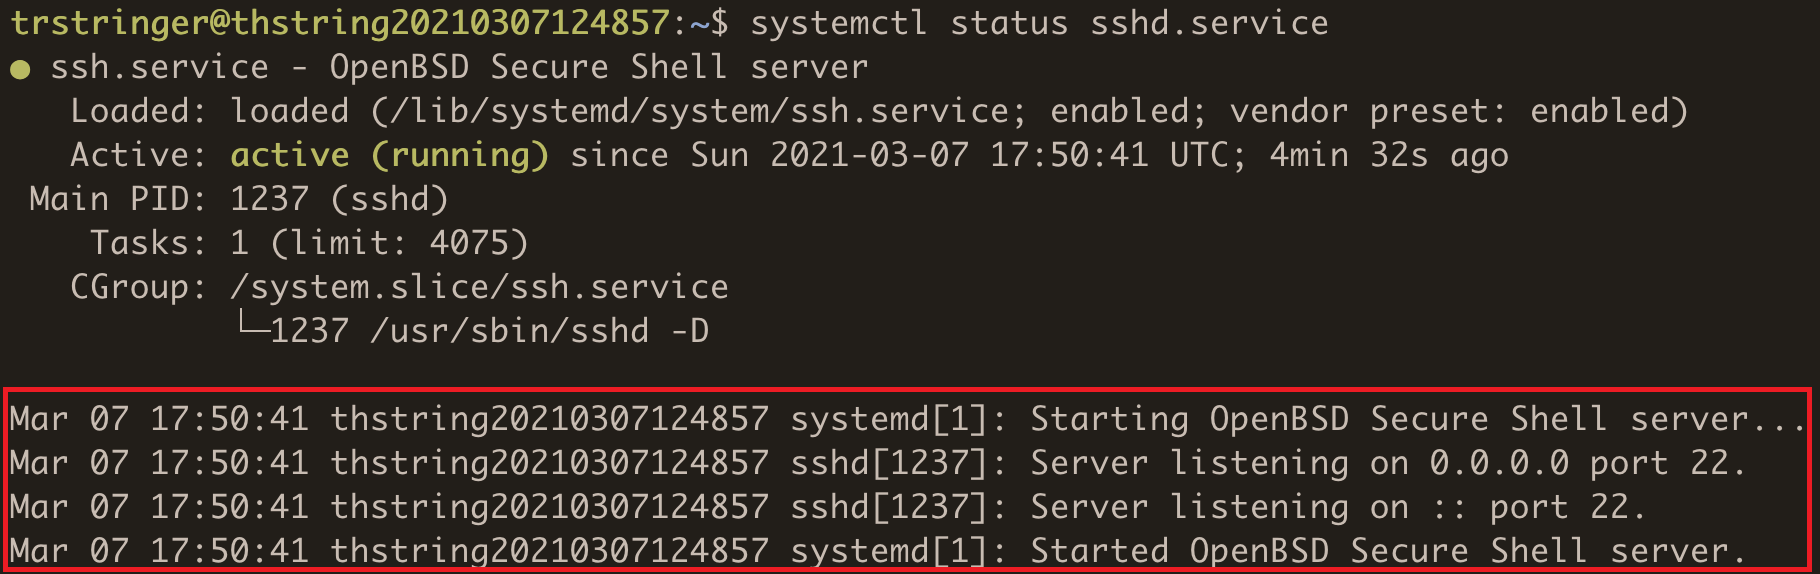 trstringer@thstring20210307124857:~$ systemctl status sshd.service
● ssh.service - OpenBSD Secure Shell server
   Loaded: loaded (/lib/systemd/system/ssh.service; enabled; vendor preset: enabled)
   Active: active (running) since Sun 2021-03-07 17:50:41 UTC; 4min 32s ago
 Main PID: 1237 (sshd)
    Tasks: 1 (limit: 4075)
   CGroup: /system.slice/ssh.service
           └─1237 /usr/sbin/sshd -D

Mar 07 17:50:41 thstring20210307124857 systemd[1]: Starting OpenBSD Secure Shell server...
Mar 07 17:50:41 thstring20210307124857 sshd[1237]: Server listening on 0.0.0.0 port 22.
Mar 07 17:50:41 thstring20210307124857 sshd[1237]: Server listening on :: port 22.
Mar 07 17:50:41 thstring20210307124857 systemd[1]: Started OpenBSD Secure Shell server.